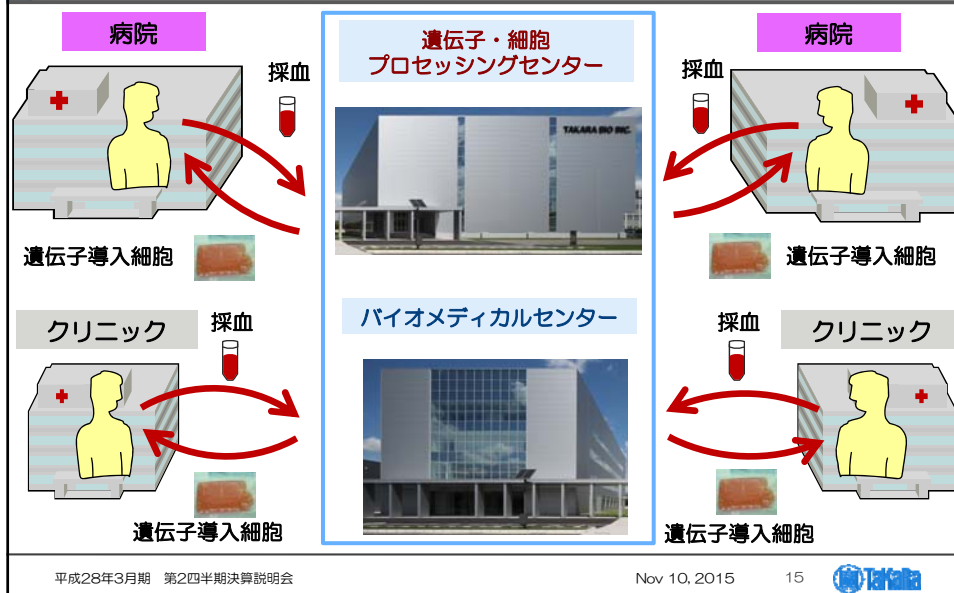 病院
遺伝子・細胞
プロセッシングセンター
病院
採血
採血
TAKARA BIO INC.
遺伝子導入細胞
遺伝子導入細胞
クリニック
採血
バイオメディカルセンター
採血
クリニック
遺伝子導入細胞
遺伝子導入細胞
平成28年3月期 第2四半期決算説明会
Nov 10, 2015
15
TaKaRa